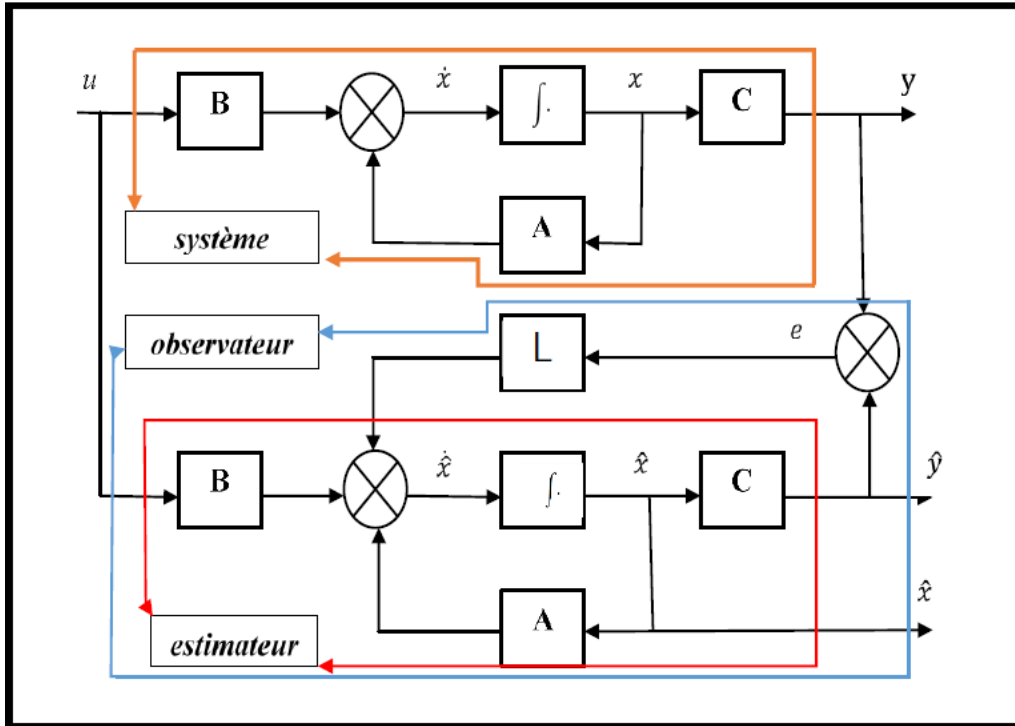 u
B
ẋ
∫.
x
C
y
A
système
observateur
L
e
B
x̂̇
∫.
x̂
C
ŷ
x̂
A
estimateur